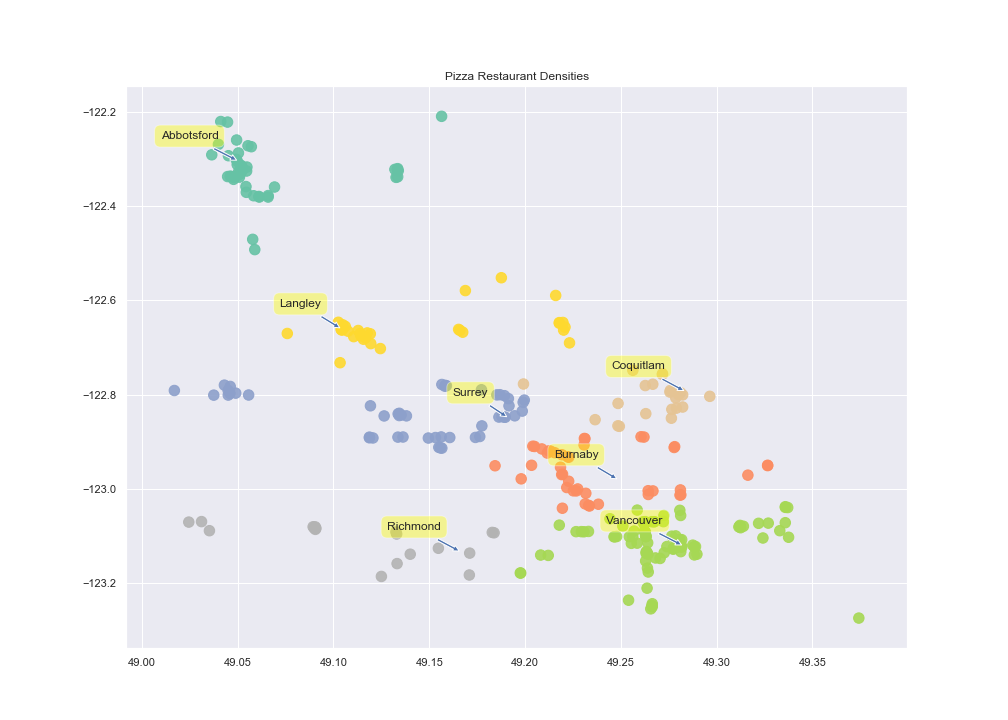 Pizza Restaurant Densities
−122.2
Abbotsford
−122.4
−122.6
Langley
Coquitlam
−122.8
Surrey
Burnaby
−123.0
Richmond
Vancouver
−123.2
49.00 49.05 49.10 49.15 49.20 49.25 49.30 49.35